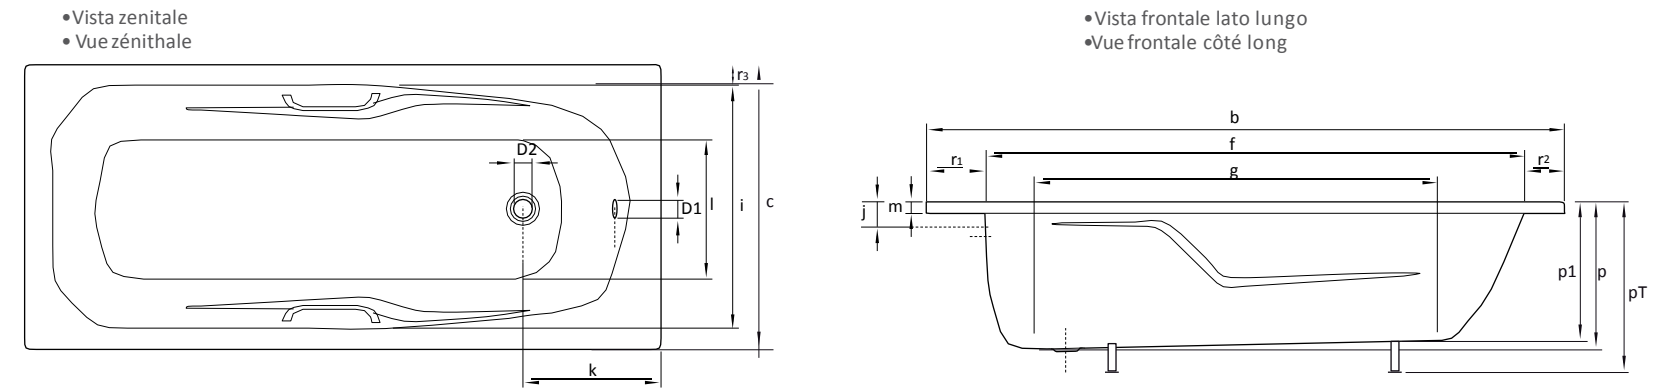 •Vista zenitale
• Vue zénithale
•Vista frontale lato lungo
•Vue frontale côté long
r3
D2
D1
l
i
c
k
b
f
r1
r2
g
j
m
p1
p
pT